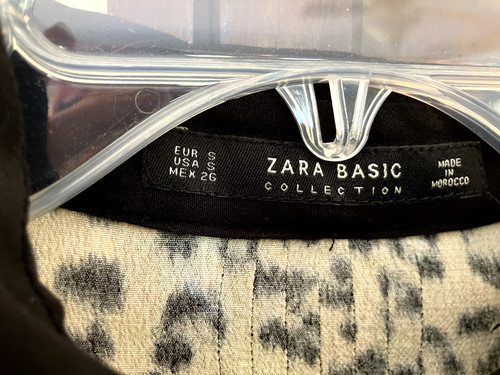 EUR S
USA S
MEX 26
ZARA BASIC
COLLECTION
MADE
IN
MOROCCO